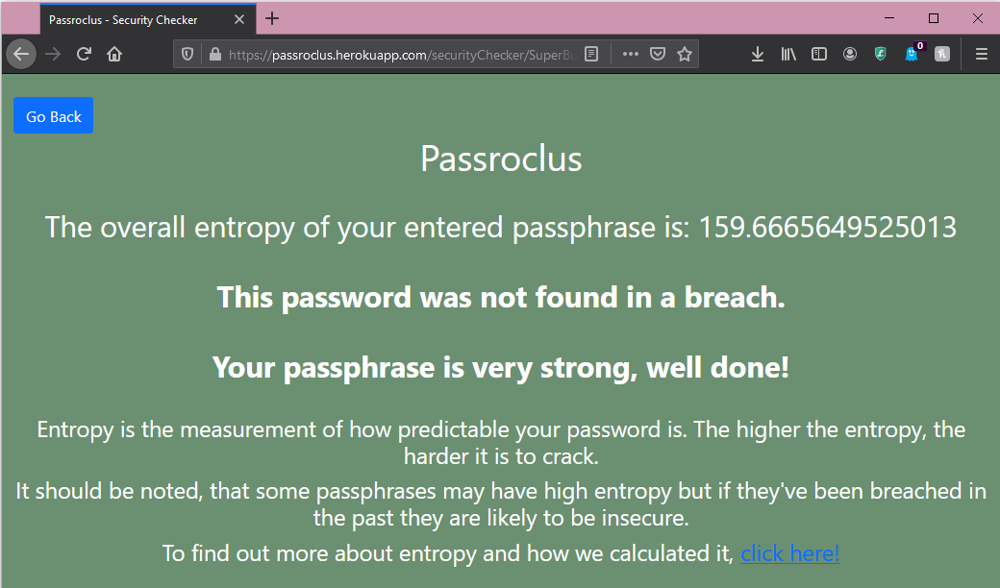 Passroclus - Security Checker
https://passroclus.herokuapp.com/securityChecker/SuperBu
0
Go Back
Passroclus
The overall entropy of your entered passphrase is: 159.6665649525013
This password was not found in a breach.
Your passphrase is very strong, well done!
Entropy is the measurement of how predictable your password is. The higher the entropy, the
harder it is to crack.
It should be noted, that some passphrases may have high entropy but if they've been breached in
the past they are likely to be insecure.
To find out more about entropy and how we calculated it, click here!